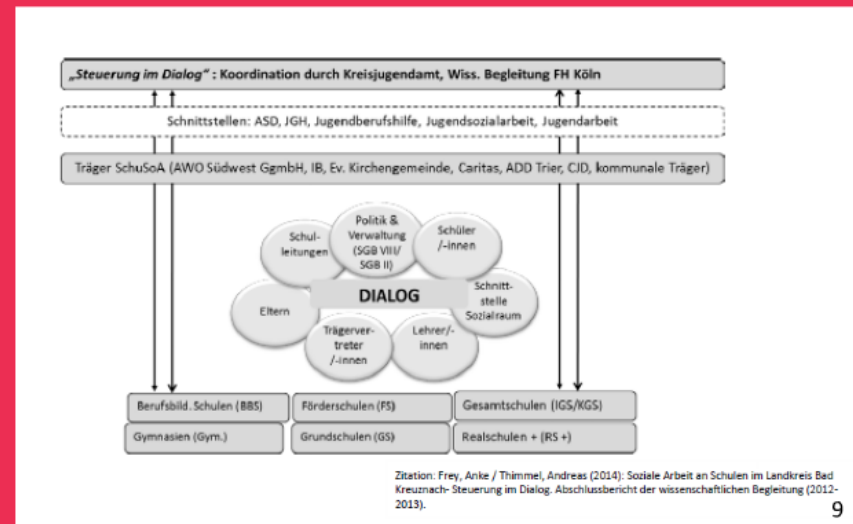 „Steuerung im Dialog“ : Koordination durch Kreisjugendamt, Wiss. Begleitung FH Köln
Schnittstellen: ASD, JGH, Jugendberufshilfe, Jugendsozialarbeit, Jugendarbeit
Träger SchuSoA (AWO Südwest GgmbH, IB, Ev. Kirchengemeinde, Caritas, ADD Trier, CJD, kommunale Träger)
Politik &
Verwaltung
(SGB VIII/
SGB II)
Schul-
leitungen
Schüler
/-innen
DIALOG
Schnitt-
stelle
Sozialraum
Eltern
Trägerver-
treter
/-innen
Lehrer/-
innen
Berufsbild. Schulen (BBS)
Förderschulen (FS)
Gesamtschulen (IGS/KGS)
Gymnasien (Gym.)
Grundschulen (GS)
Realschulen + (RS +)
Zitation: Frey, Anke / Thimmel, Andreas (2014): Soziale Arbeit an Schulen im Landkreis Bad
Kreuznach- Steuerung im Dialog. Abschlussbericht der wissenschaftlichen Begleitung (2012-
2013).
9